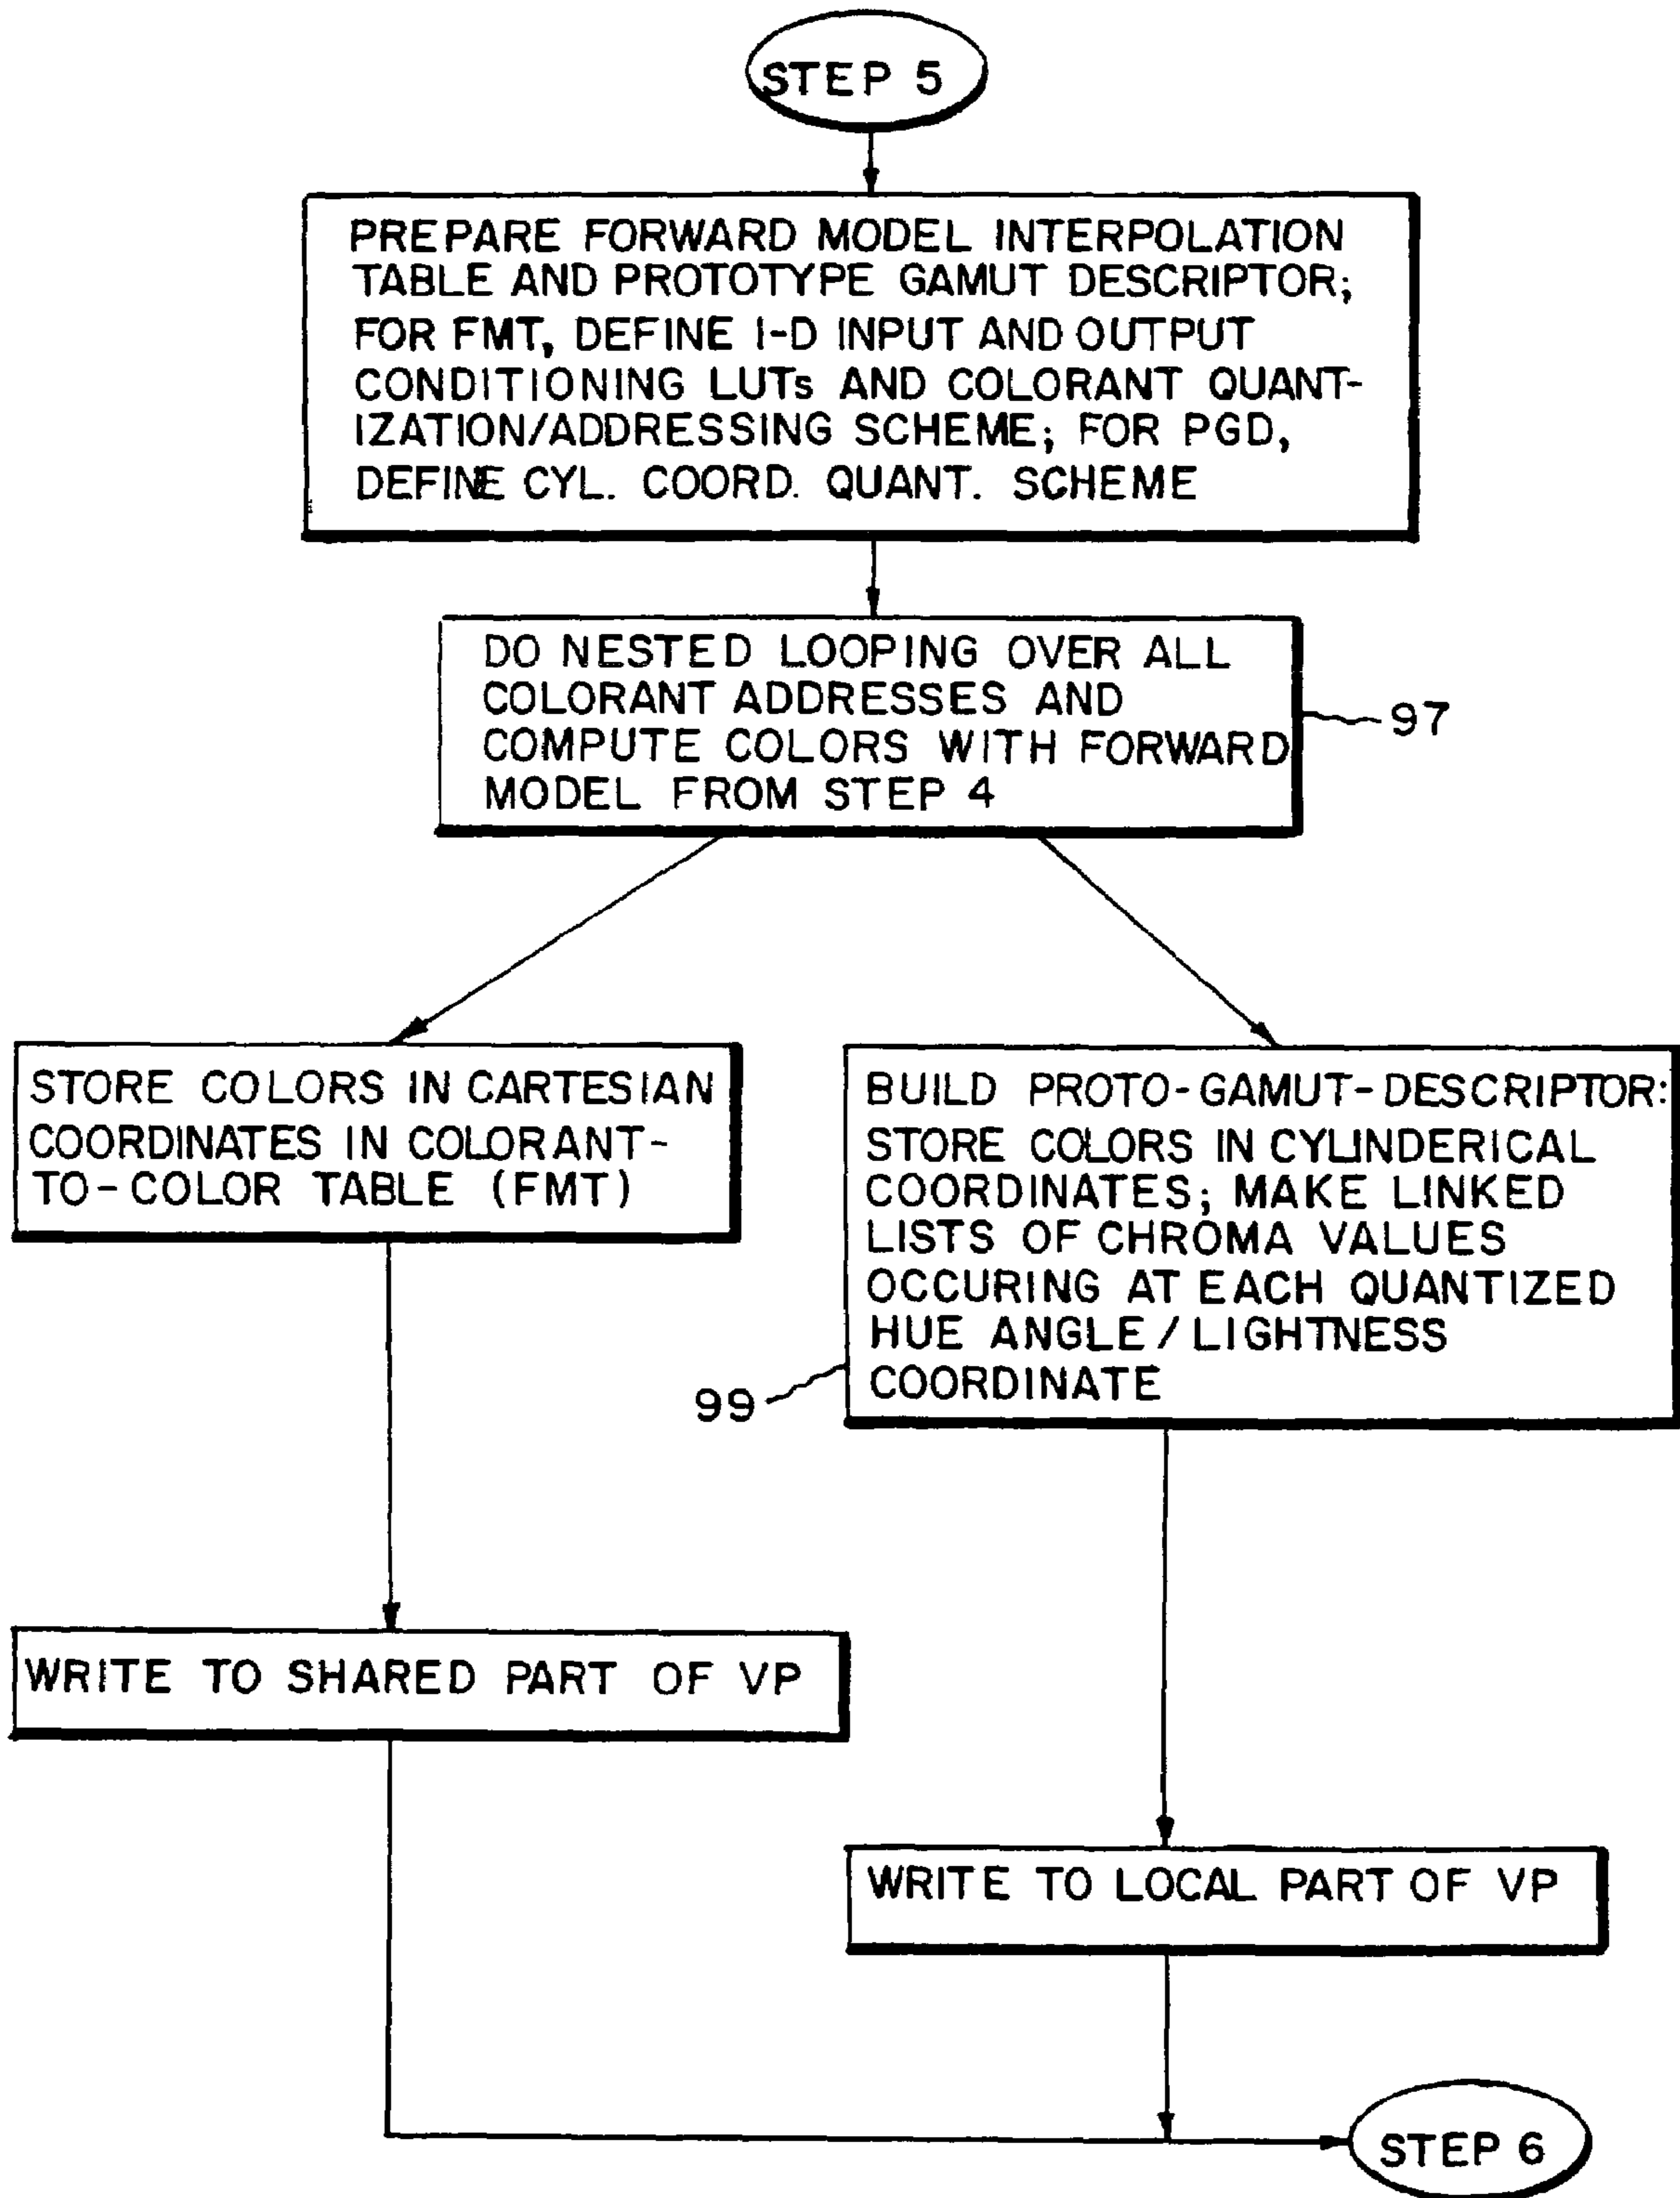 STEP 5
PREPARE FORWARD MODEL INTERPOLATION
TABLE AND PROTOTYPE GAMUT DESCRIPTOR;
FOR FMT, DEFINE 1-D INPUT AND OUTPUT
CONDITIONING LUTs AND COLORANT QUANT-
IZATION/ADDRESSING SCHEME; FOR PGD,
DEFINE CYL. COORD. QUANT. SCHEME
DO NESTED LOOPING OVER ALL
COLORANT ADDRESSES AND
COMPUTE COLORS WITH FORWARD
MODEL FROM STEP 4
97
STORE COLORS IN CARTESIAN
COORDINATES IN COLORANT-
TO-COLOR TABLE (FMT)
BUILD PROTO-GAMUT-DESCRIPTOR:
STORE COLORS IN CYLINDERICAL
COORDINATES; MAKE LINKED
LISTS OF CHROMA VALUES
OCCURING AT EACH QUANTIZED
HUE ANGLE/LIGHTNESS
COORDINATE
99
WRITE TO SHARED PART OF VP
WRITE TO LOCAL PART OF VP
STEP 6